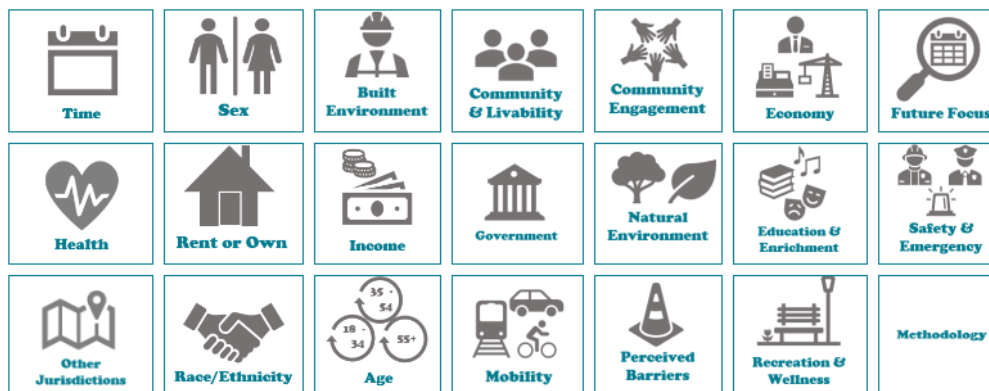 Time
Sex
Built
Environment
Community
& Livability
Community
Engagement
Economy
Future Focus
Health
Rent or Own
Income
Government
Natural
Environment
Education &
Enrichment
Safety &
Emergency
Other
Jurisdictions
Race/Ethnicity
35 -
54
18 -
34
55+
Age
Mobility
Perceived
Barriers
Recreation &
Wellness
Methodology